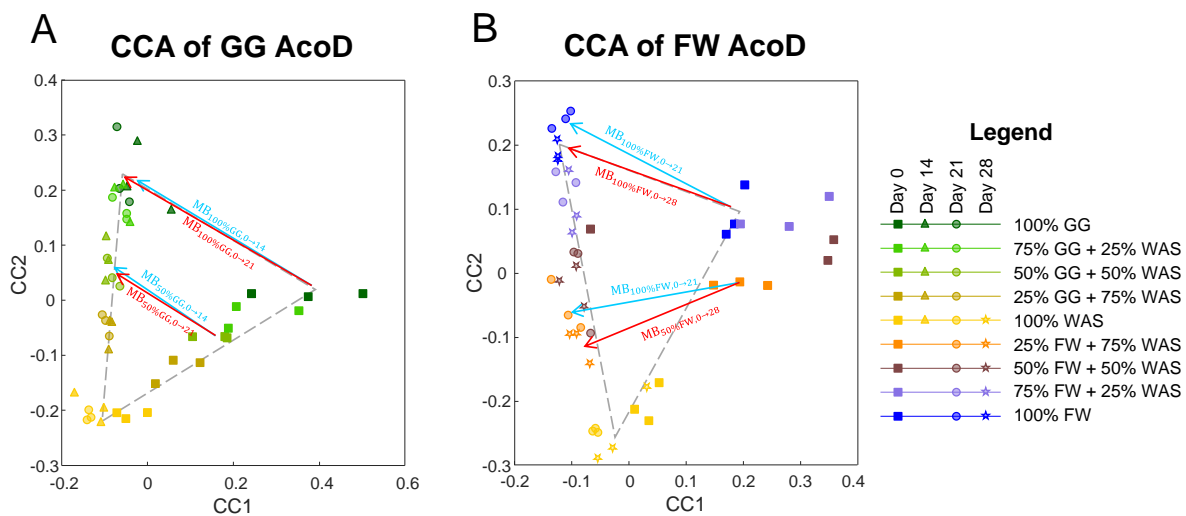 A
CCA of GG AcoD
0.4
0.3
0.2
0.1
0
-0.1
-0.2
-0.3
CC2
-0.2
0
0.2
0.4
0.6
CC1
MB100%GG,0→14
MB100%GG,0→21
MB50%GG,0→14
MB50%GG,0→21
B
CCA of FW AcoD
0.3
0.2
0.1
0
-0.1
-0.2
-0.3
CC2
-0.2
-0.1
0
0.1
0.2
0.3
0.4
CC1
MB100%FW,0→21
MB100%FW,0→28
MB100%FW,0→21
MB50%FW,0→28
Legend
Day 0
Day 14
Day 21
Day 28
100% GG
75% GG + 25% WAS
50% GG + 50% WAS
25% GG + 75% WAS
100% WAS
25% FW + 75% WAS
50% FW + 50% WAS
75% FW + 25% WAS
100% FW